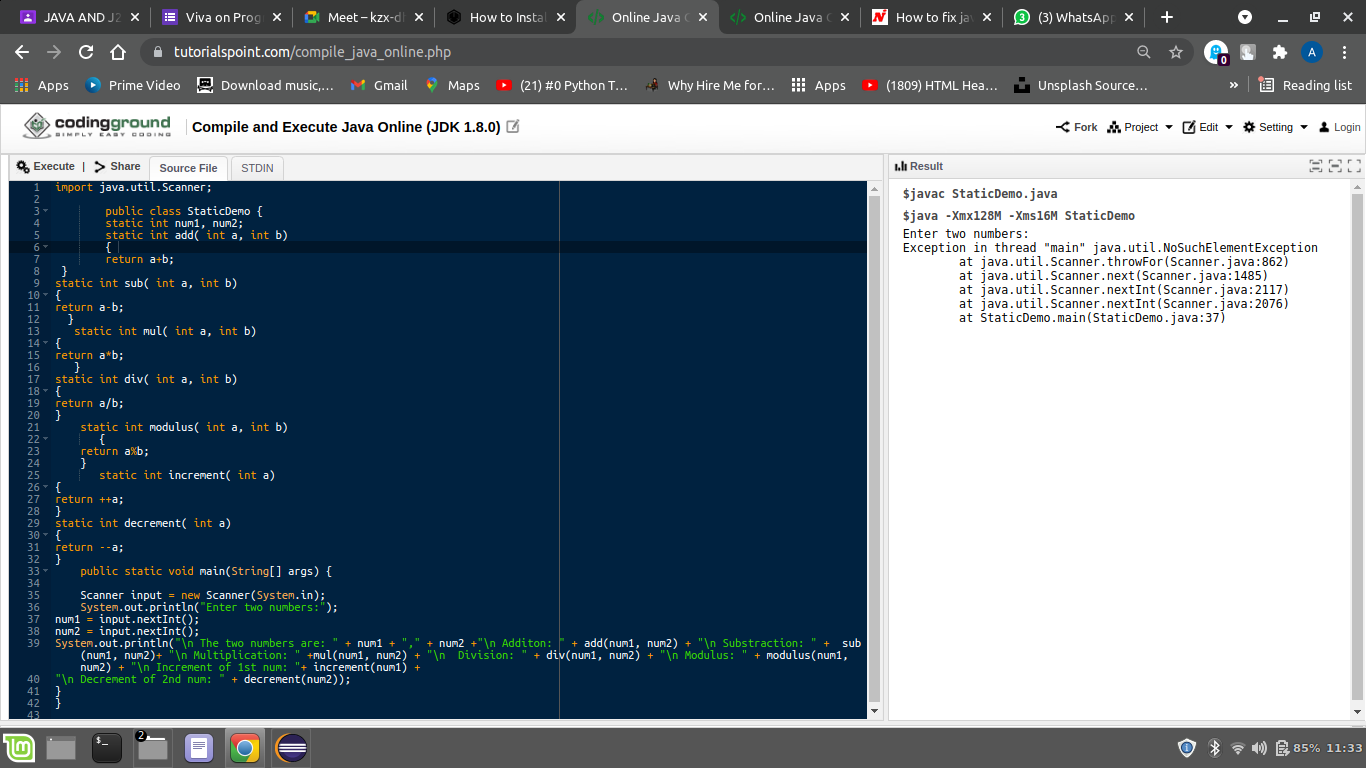 JAVA AND J2
Viva on Prog
Meet – kzx-dh
How to Instal
Online Java C
Online Java C
How to fix jav
(3) WhatsApp
tutorialspoint.com/compile_java_online.php
A
0
Apps
Prime Video
Download music,...
Gmail
Maps
(21) #0 Python T...
Why Hire Me for...
Apps
(1809) HTML Hea...
Unsplash Source...
»
Reading list
codingground
SIMPLY EASY CODING
Compile and Execute Java Online (JDK 1.8.0)
Fork
Project
Edit
Setting
Login
Execute | Share
Source File
STDIN
Result
1 import java.util.Scanner;
2
3 public class StaticDemo {
4 static int num1, num2;
5 static int add( int a, int b)
6 {
7 return a+b;
8 }
9 static int sub( int a, int b)
10 {
11 return a-b;
12 }
13 static int mul( int a, int b)
14 {
15 return a*b;
16 }
17 static int div( int a, int b)
18 {
19 return a/b;
20 }
21 static int modulus( int a, int b)
22 {
23 return a%b;
24 }
25 static int increment( int a)
26 {
27 return ++a;
28 }
29 static int decrement( int a)
30 {
31 return --a;
32 }
33 public static void main(String[] args) {
34
35 Scanner input = new Scanner(System.in);
36 System.out.println("Enter two numbers:");
37 num1 = input.nextInt();
38 num2 = input.nextInt();
39 System.out.println("\n The two numbers are: " + num1 + "," + num2 +"\n Additon: " + add(num1, num2) + "\n Substraction: " +  sub
(num1, num2)+ "\n Multiplication: " +mul(num1, num2) + "\n  Division: " + div(num1, num2) + "\n Modulus: " + modulus(num1,
num2) + "\n Increment of 1st num: "+ increment(num1) +
40 "\n Decrement of 2nd num: " + decrement(num2));
41 }
42 }
43
$javac StaticDemo.java
$java -Xmx128M -Xms16M StaticDemo
Enter two numbers:
Exception in thread "main" java.util.NoSuchElementException
at java.util.Scanner.throwFor(Scanner.java:862)
at java.util.Scanner.next(Scanner.java:1485)
at java.util.Scanner.nextInt(Scanner.java:2117)
at java.util.Scanner.nextInt(Scanner.java:2076)
at StaticDemo.main(StaticDemo.java:37)
$_
2
85%
11:33